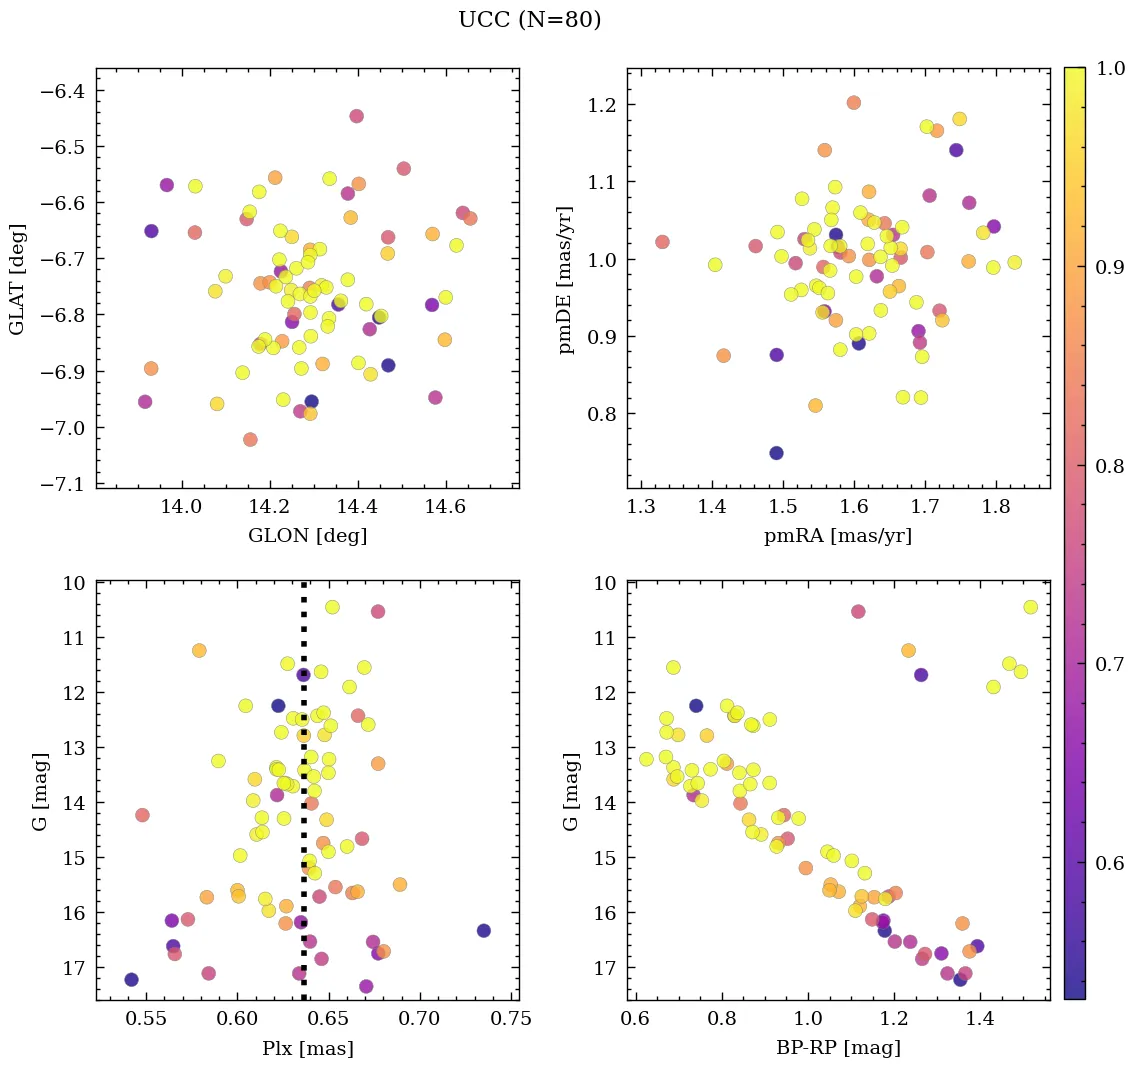 UCC (N=80)
−6.4
−6.5
−6.6
−6.7
−6.8
−6.9
−7.0
−7.1
GLAT [deg]
14.0 14.2 14.4 14.6
GLON [deg]
1.2
1.1
1.0
0.9
0.8
pmDE [mas/yr]
1.3 1.4 1.5 1.6 1.7 1.8
pmRA [mas/yr]
10
11
12
13
14
15
16
17
G [mag]
0.55 0.60 0.65 0.70 0.75
Plx [mas]
10
11
12
13
14
15
16
17
G [mag]
0.6 0.8 1.0 1.2 1.4
BP-RP [mag]
1.0
0.9
0.8
0.7
0.6